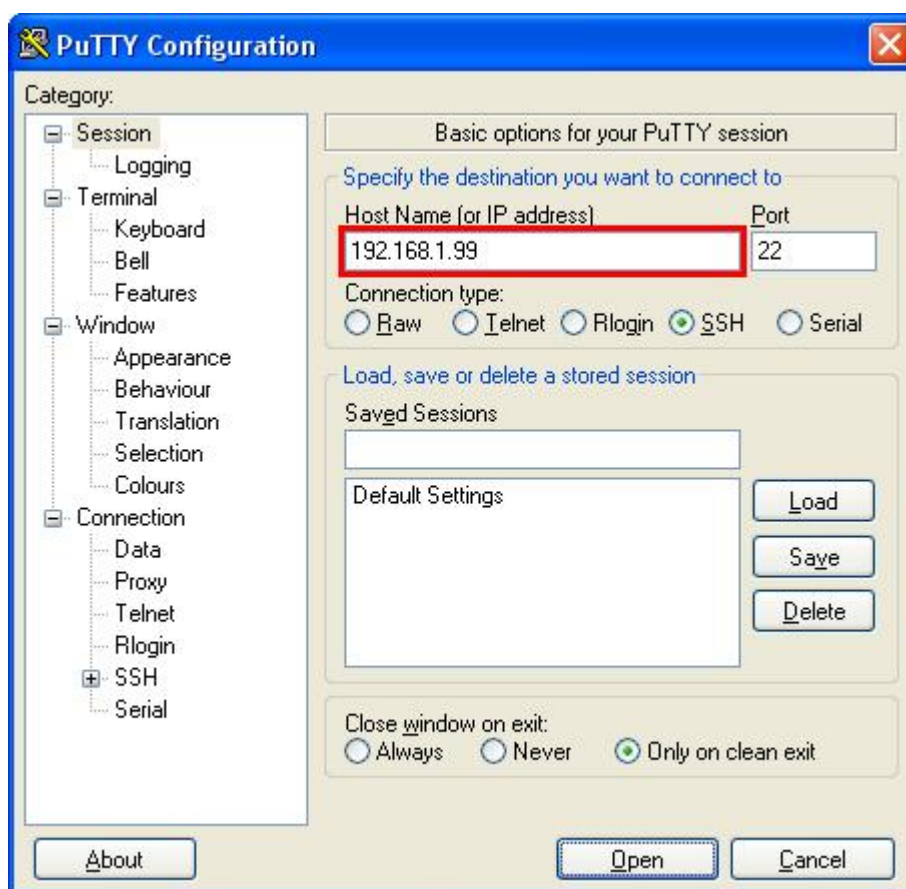 PuTTY Configuration
Category:
Session
Logging
Terminal
Keyboard
Bell
Features
Window
Appearance
Behaviour
Translation
Selection
Colours
Connection
Data
Proxy
Telnet
Rlogin
SSH
Serial
Basic options for your PuTTY session
Specify the destination you want to connect to
Host Name (or IP address) Port
192.168.1.99 22
Connection type:
Raw Telnet Rlogin SSH Serial
Load, save or delete a stored session
Saved Sessions
Default Settings
Load
Save
Delete
Close window on exit:
Always Never Only on clean exit
About Open Cancel